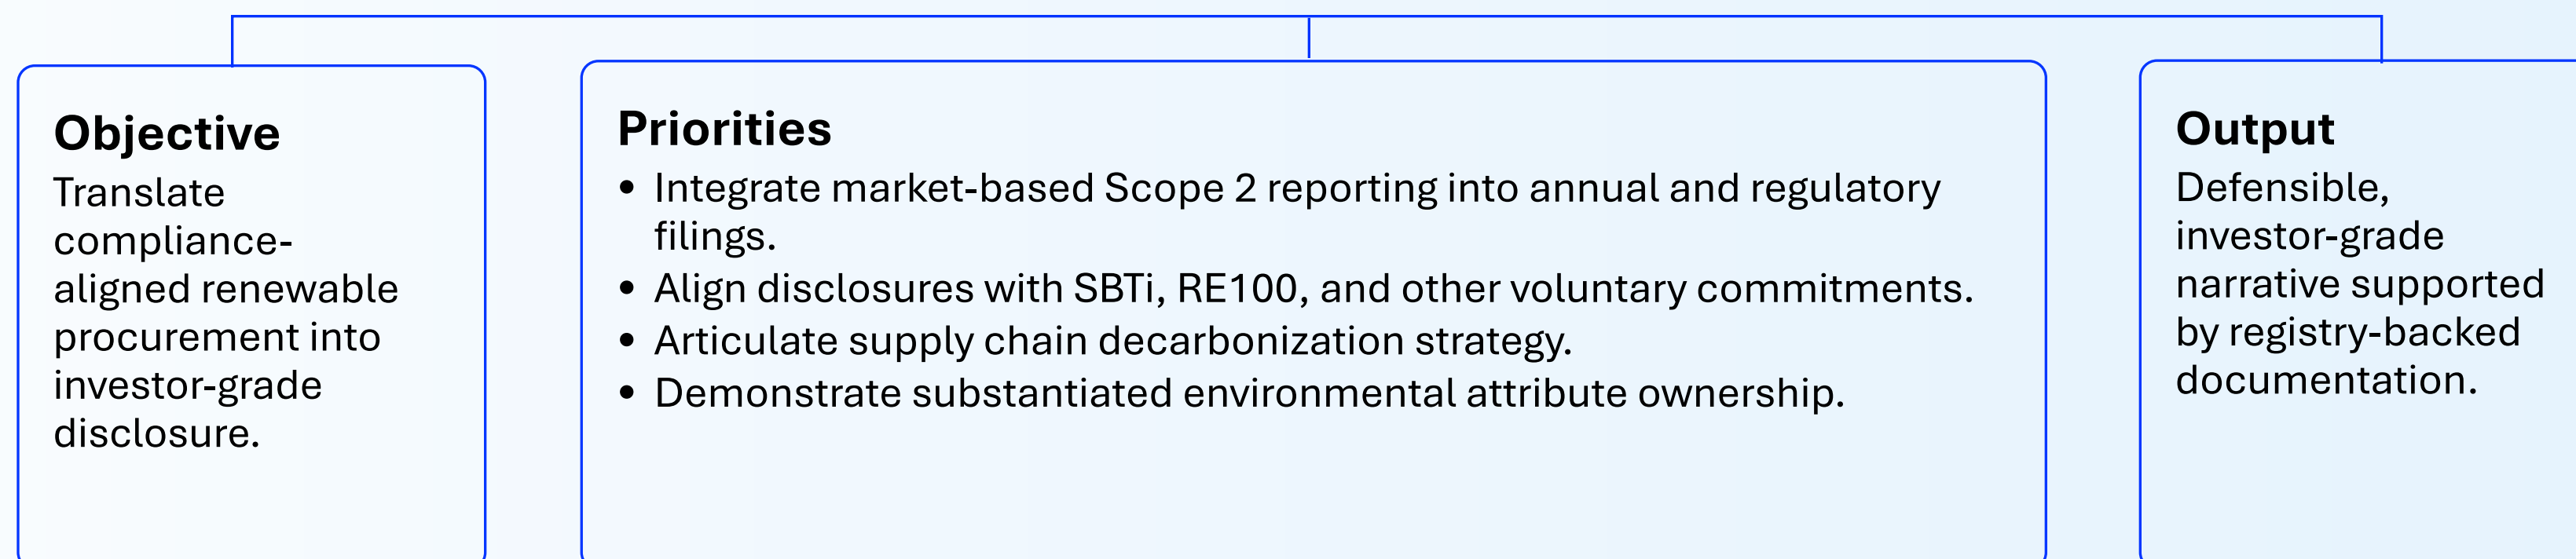 Objective
Translate
compliance-
aligned renewable
procurement into
investor-grade
disclosure.
Priorities
• Integrate market-based Scope 2 reporting into annual and regulatory
filings.
• Align disclosures with SBTi, RE100, and other voluntary commitments.
• Articulate supply chain decarbonization strategy.
• Demonstrate substantiated environmental attribute ownership.
Output
Defensible,
investor-grade
narrative supported
by registry-backed
documentation.